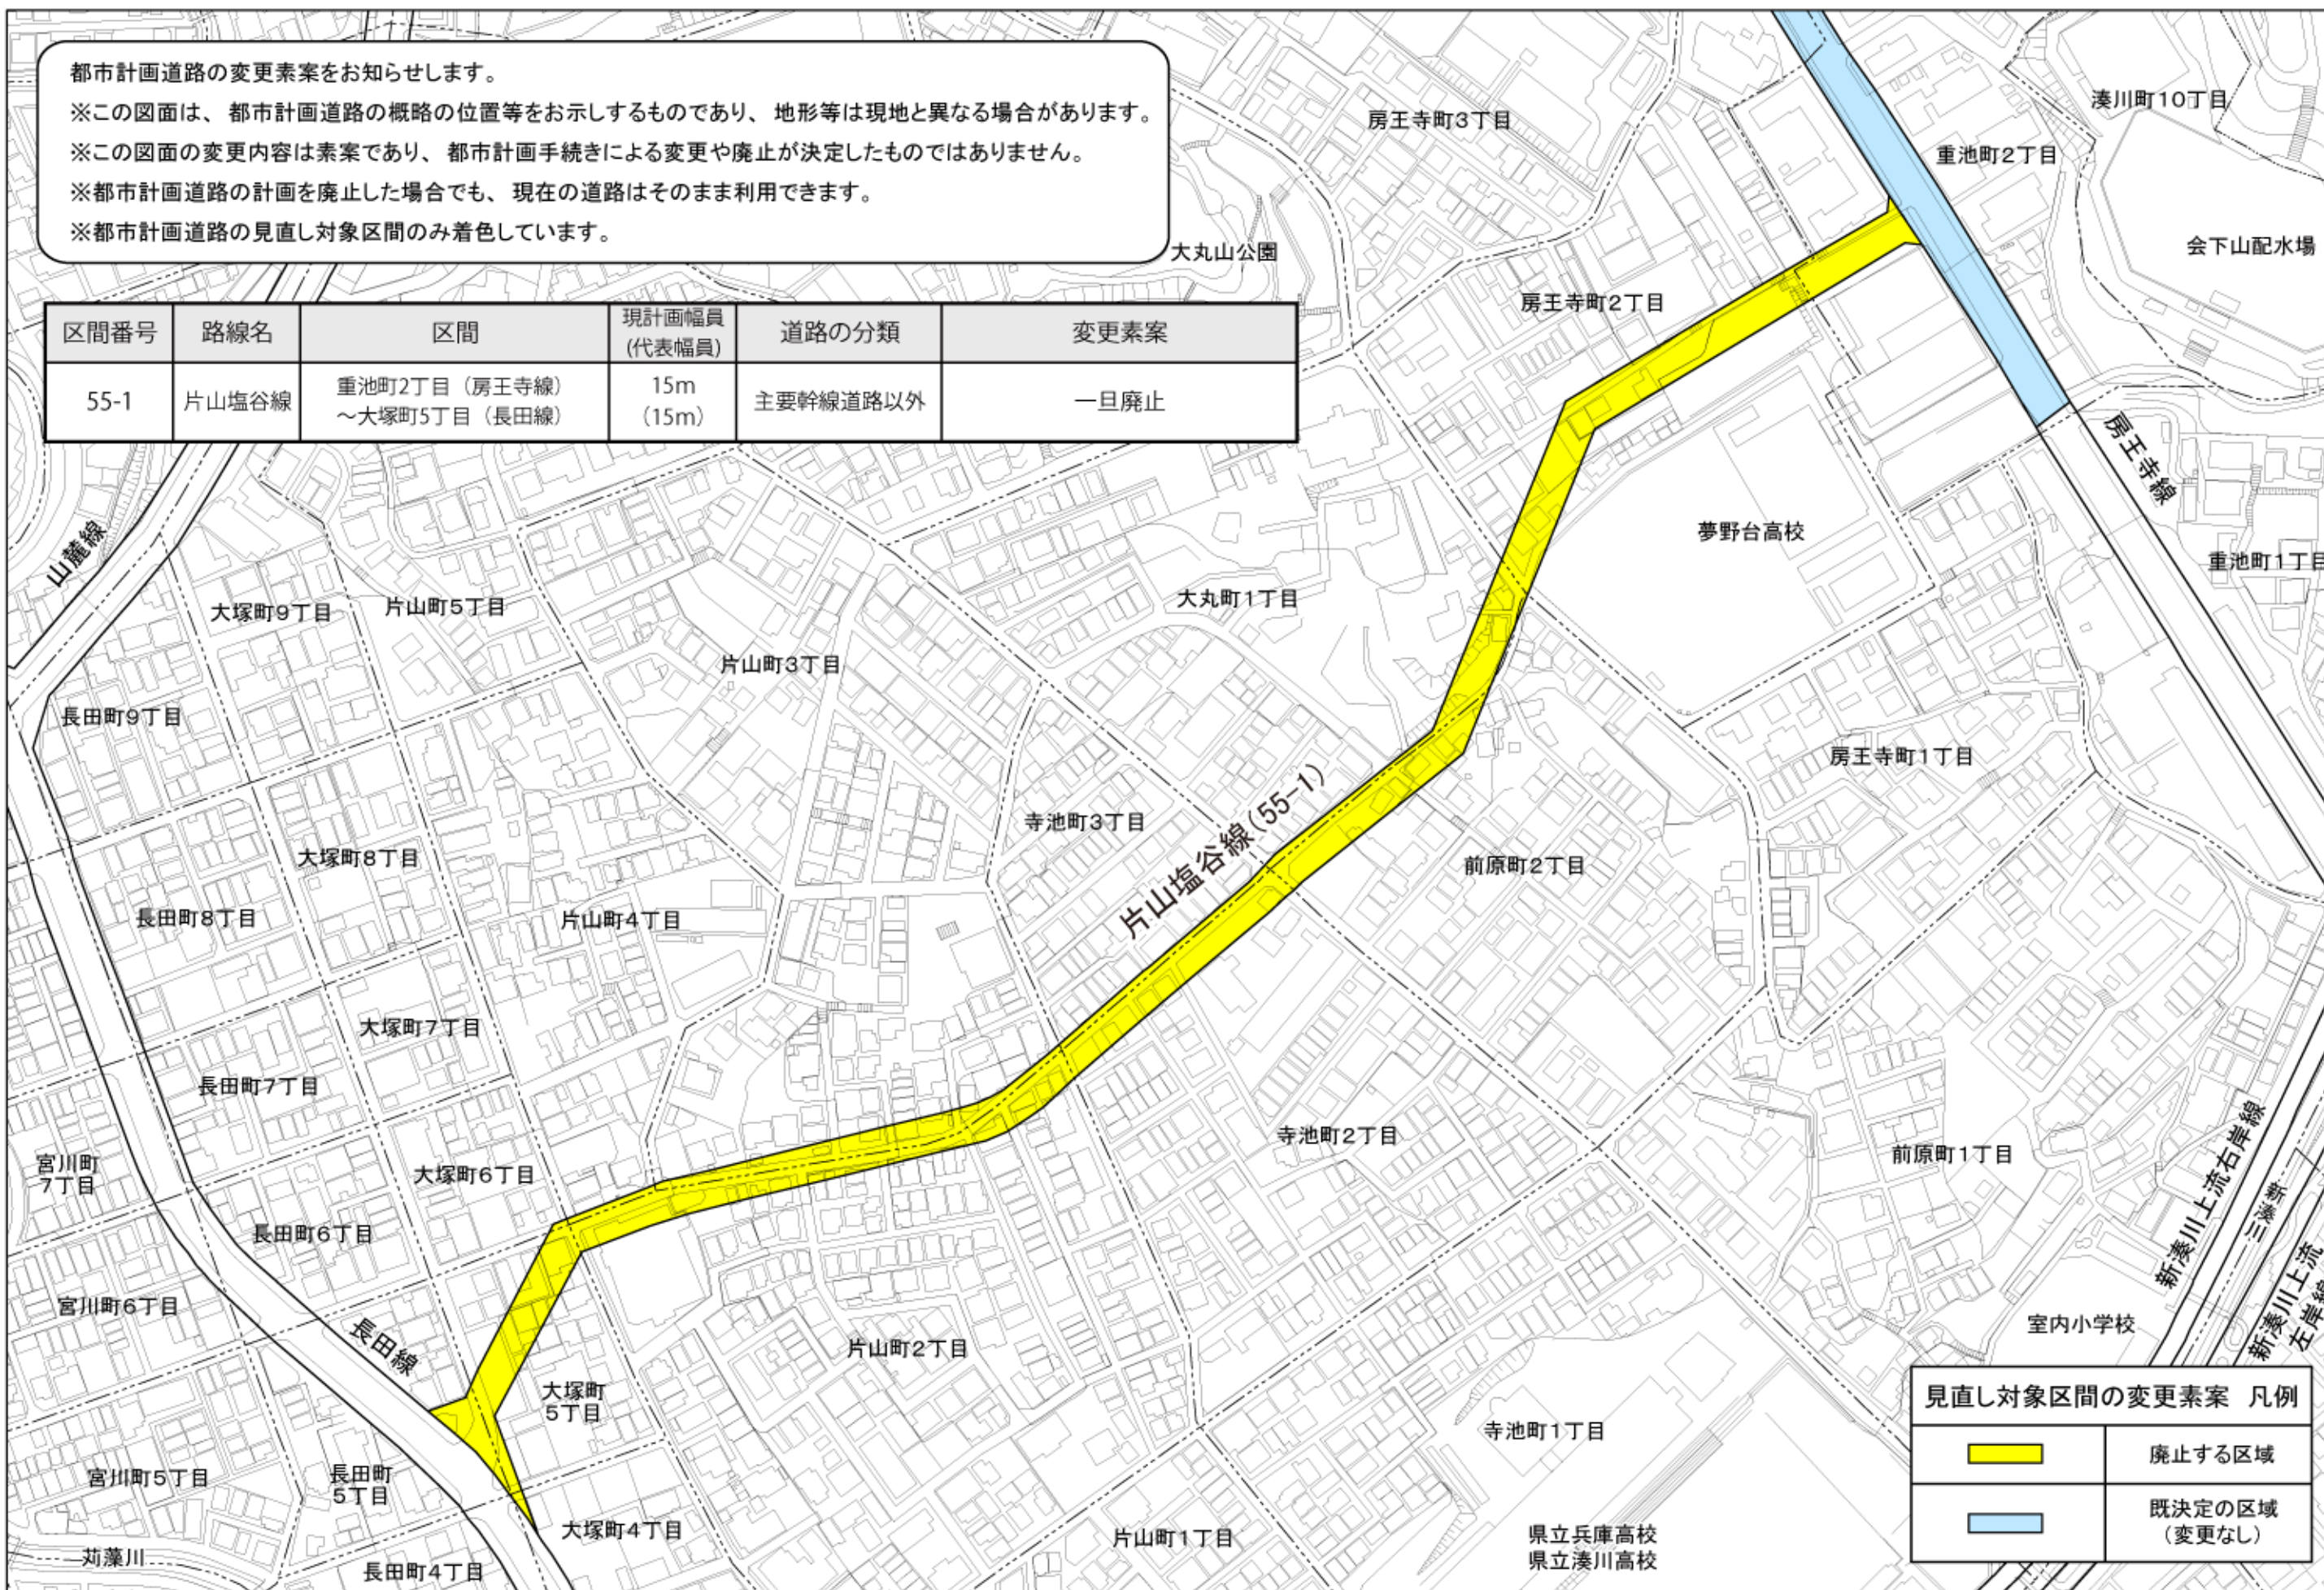 都市計画道路の変更素案をお知らせします。
※この図面は、都市計画道路の概略の位置等をお示しするものであり、地形等は現地と異なる場合があります。
※この図面の変更内容は素案であり、都市計画手続きによる変更や廃止が決定したものではありません。
※都市計画道路の計画を廃止した場合でも、現在の道路はそのまま利用できます。
※都市計画道路の見直し対象区間のみ着色しています。
区間番号 路線名 区間 現計画幅員 道路の分類 変更素案
(代表幅員)
55-1 片山塩谷線 重池町2丁目（房王寺線） 15m 主要幹線道路以外 一旦廃止
～大塚町5丁目（長田線） （15m）
湊川町10丁目
房王寺町3丁目
重池町2丁目
会下山配水場
大丸山公園
房王寺町2丁目
房王寺線
夢野台高校
山麓線
重池町1丁目
大塚町9丁目
片山町5丁目
大丸町1丁目
片山町3丁目
長田町9丁目
房王寺町1丁目
寺池町3丁目
片山塩谷線（55-1）
大塚町8丁目
前原町2丁目
長田町8丁目
片山町4丁目
大塚町7丁目
長田町7丁目
寺池町2丁目
前原町1丁目
宮川町
7丁目
大塚町6丁目
新湊川上流右岸線
新湊川
長田町6丁目
宮川町6丁目
長田線
片山町2丁目
室内小学校
新湊川上流
左岸線
大塚町
5丁目
寺池町1丁目
宮川町5丁目
長田町
5丁目
大塚町4丁目
片山町1丁目
県立兵庫高校
県立湊川高校
苅藻川
長田町4丁目
見直し対象区間の変更素案 凡例
廃止する区域
既決定の区域
（変更なし）